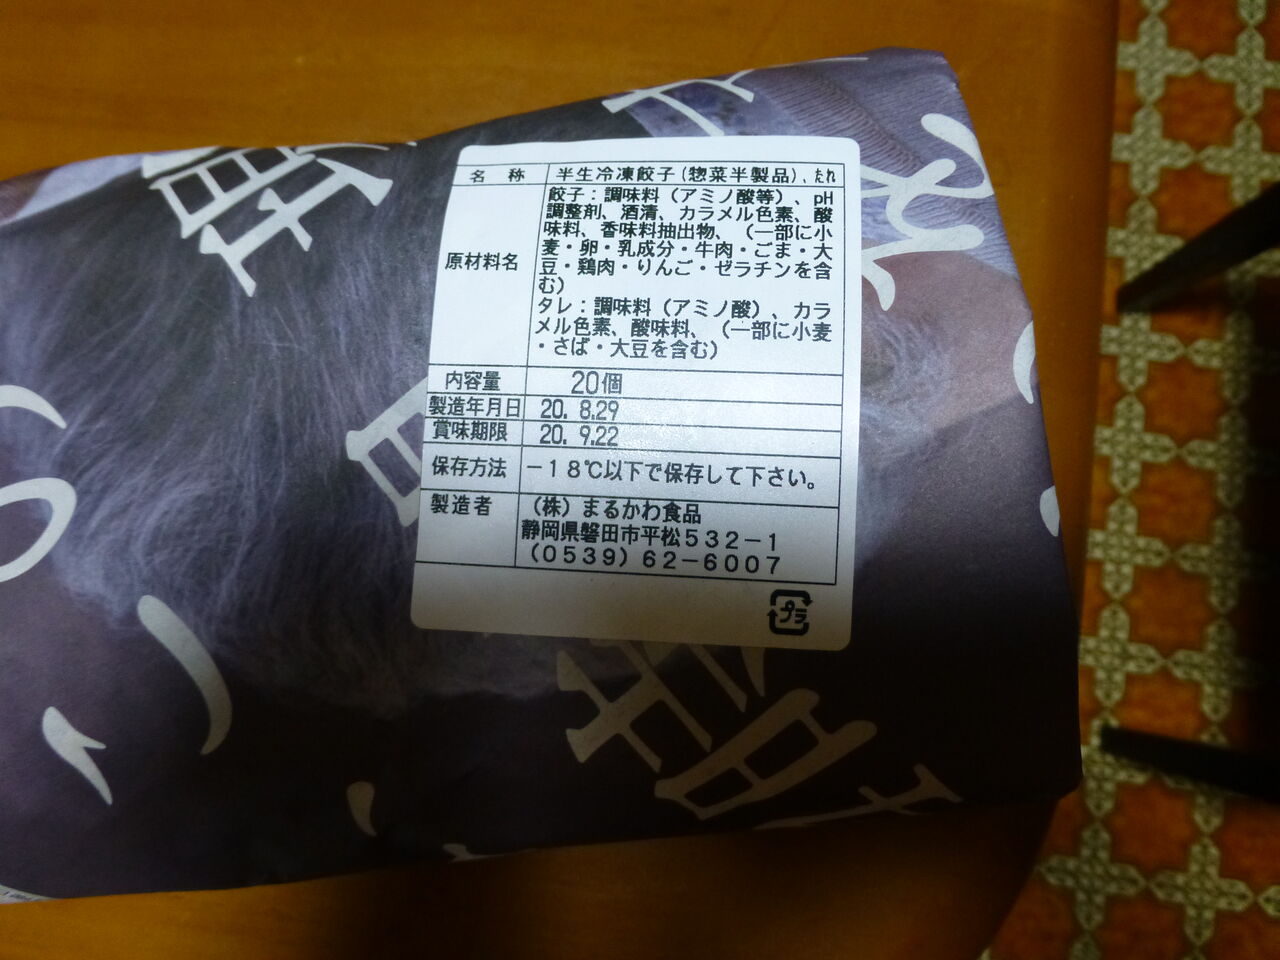 名 称 半生冷凍餃子(惣菜半製品)、たれ
原材料名
餃子:調味料(アミノ酸等)、pH
調整剤、酒清、カラメル色素、酸
味料、香味料抽出物、(一部に小
麦・卵・乳成分・牛肉・ごま・大
豆・鶏肉・りんご・ゼラチンを含
む)
タレ:調味料(アミノ酸)、カラ
メル色素、酸味料、(一部に小麦
・さば・大豆を含む)
内容量 20個
製造年月日 20. 8.29
賞味期限 20. 9.22
保存方法 －18℃以下で保存して下さい。
製造者 (株)まるかわ食品
静岡県磐田市平松532－1
(0539)62－6007
プラ